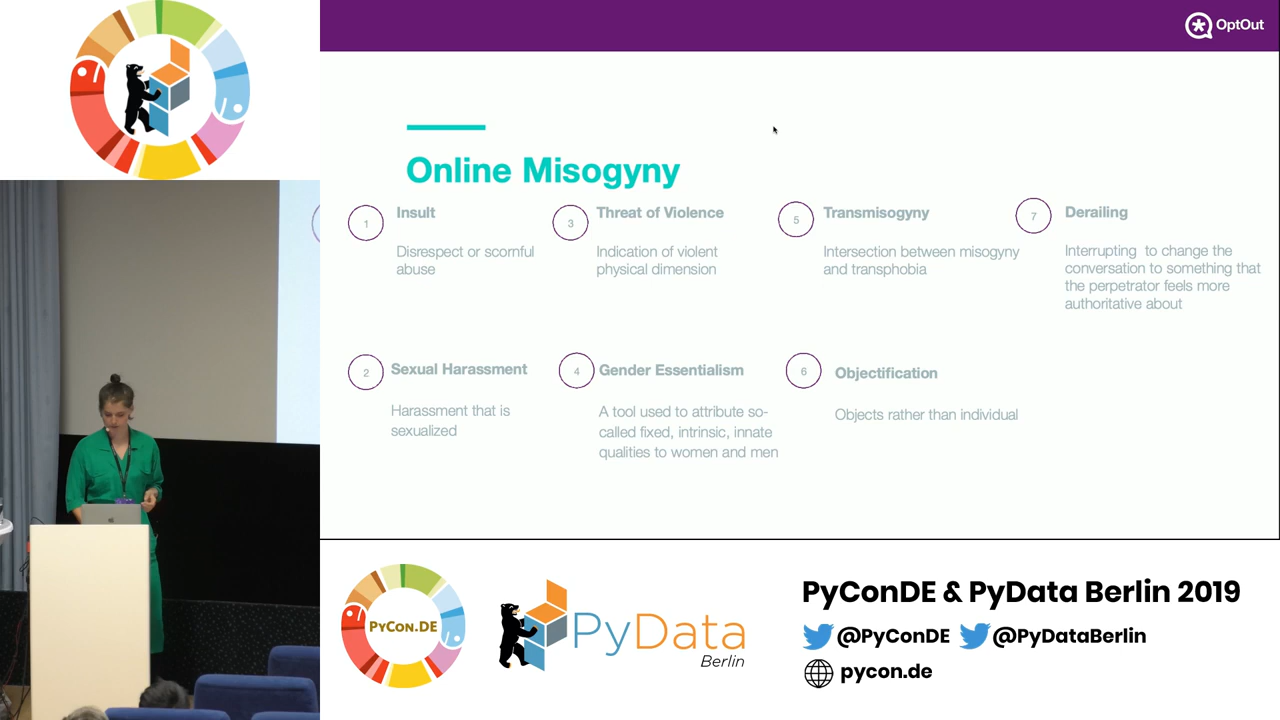 OptOut
Online Misogyny
1
Insult
Disrespect or scornful
abuse
3
Threat of Violence
Indication of violent
physical dimension
5
Transmisogyny
Intersection between misogyny
and transphobia
7
Derailing
Interrupting to change the
conversation to something that
the perpetrator feels more
authoritative about
2
Sexual Harassment
Harassment that is
sexualized
4
Gender Essentialism
A tool used to attribute so-
called fixed, intrinsic, innate
qualities to women and men
6
Objectification
Objects rather than individual
PyCon.DE
PyData
Berlin
PyConDE & PyData Berlin 2019
@PyConDE @PyDataBerlin
pycon.de